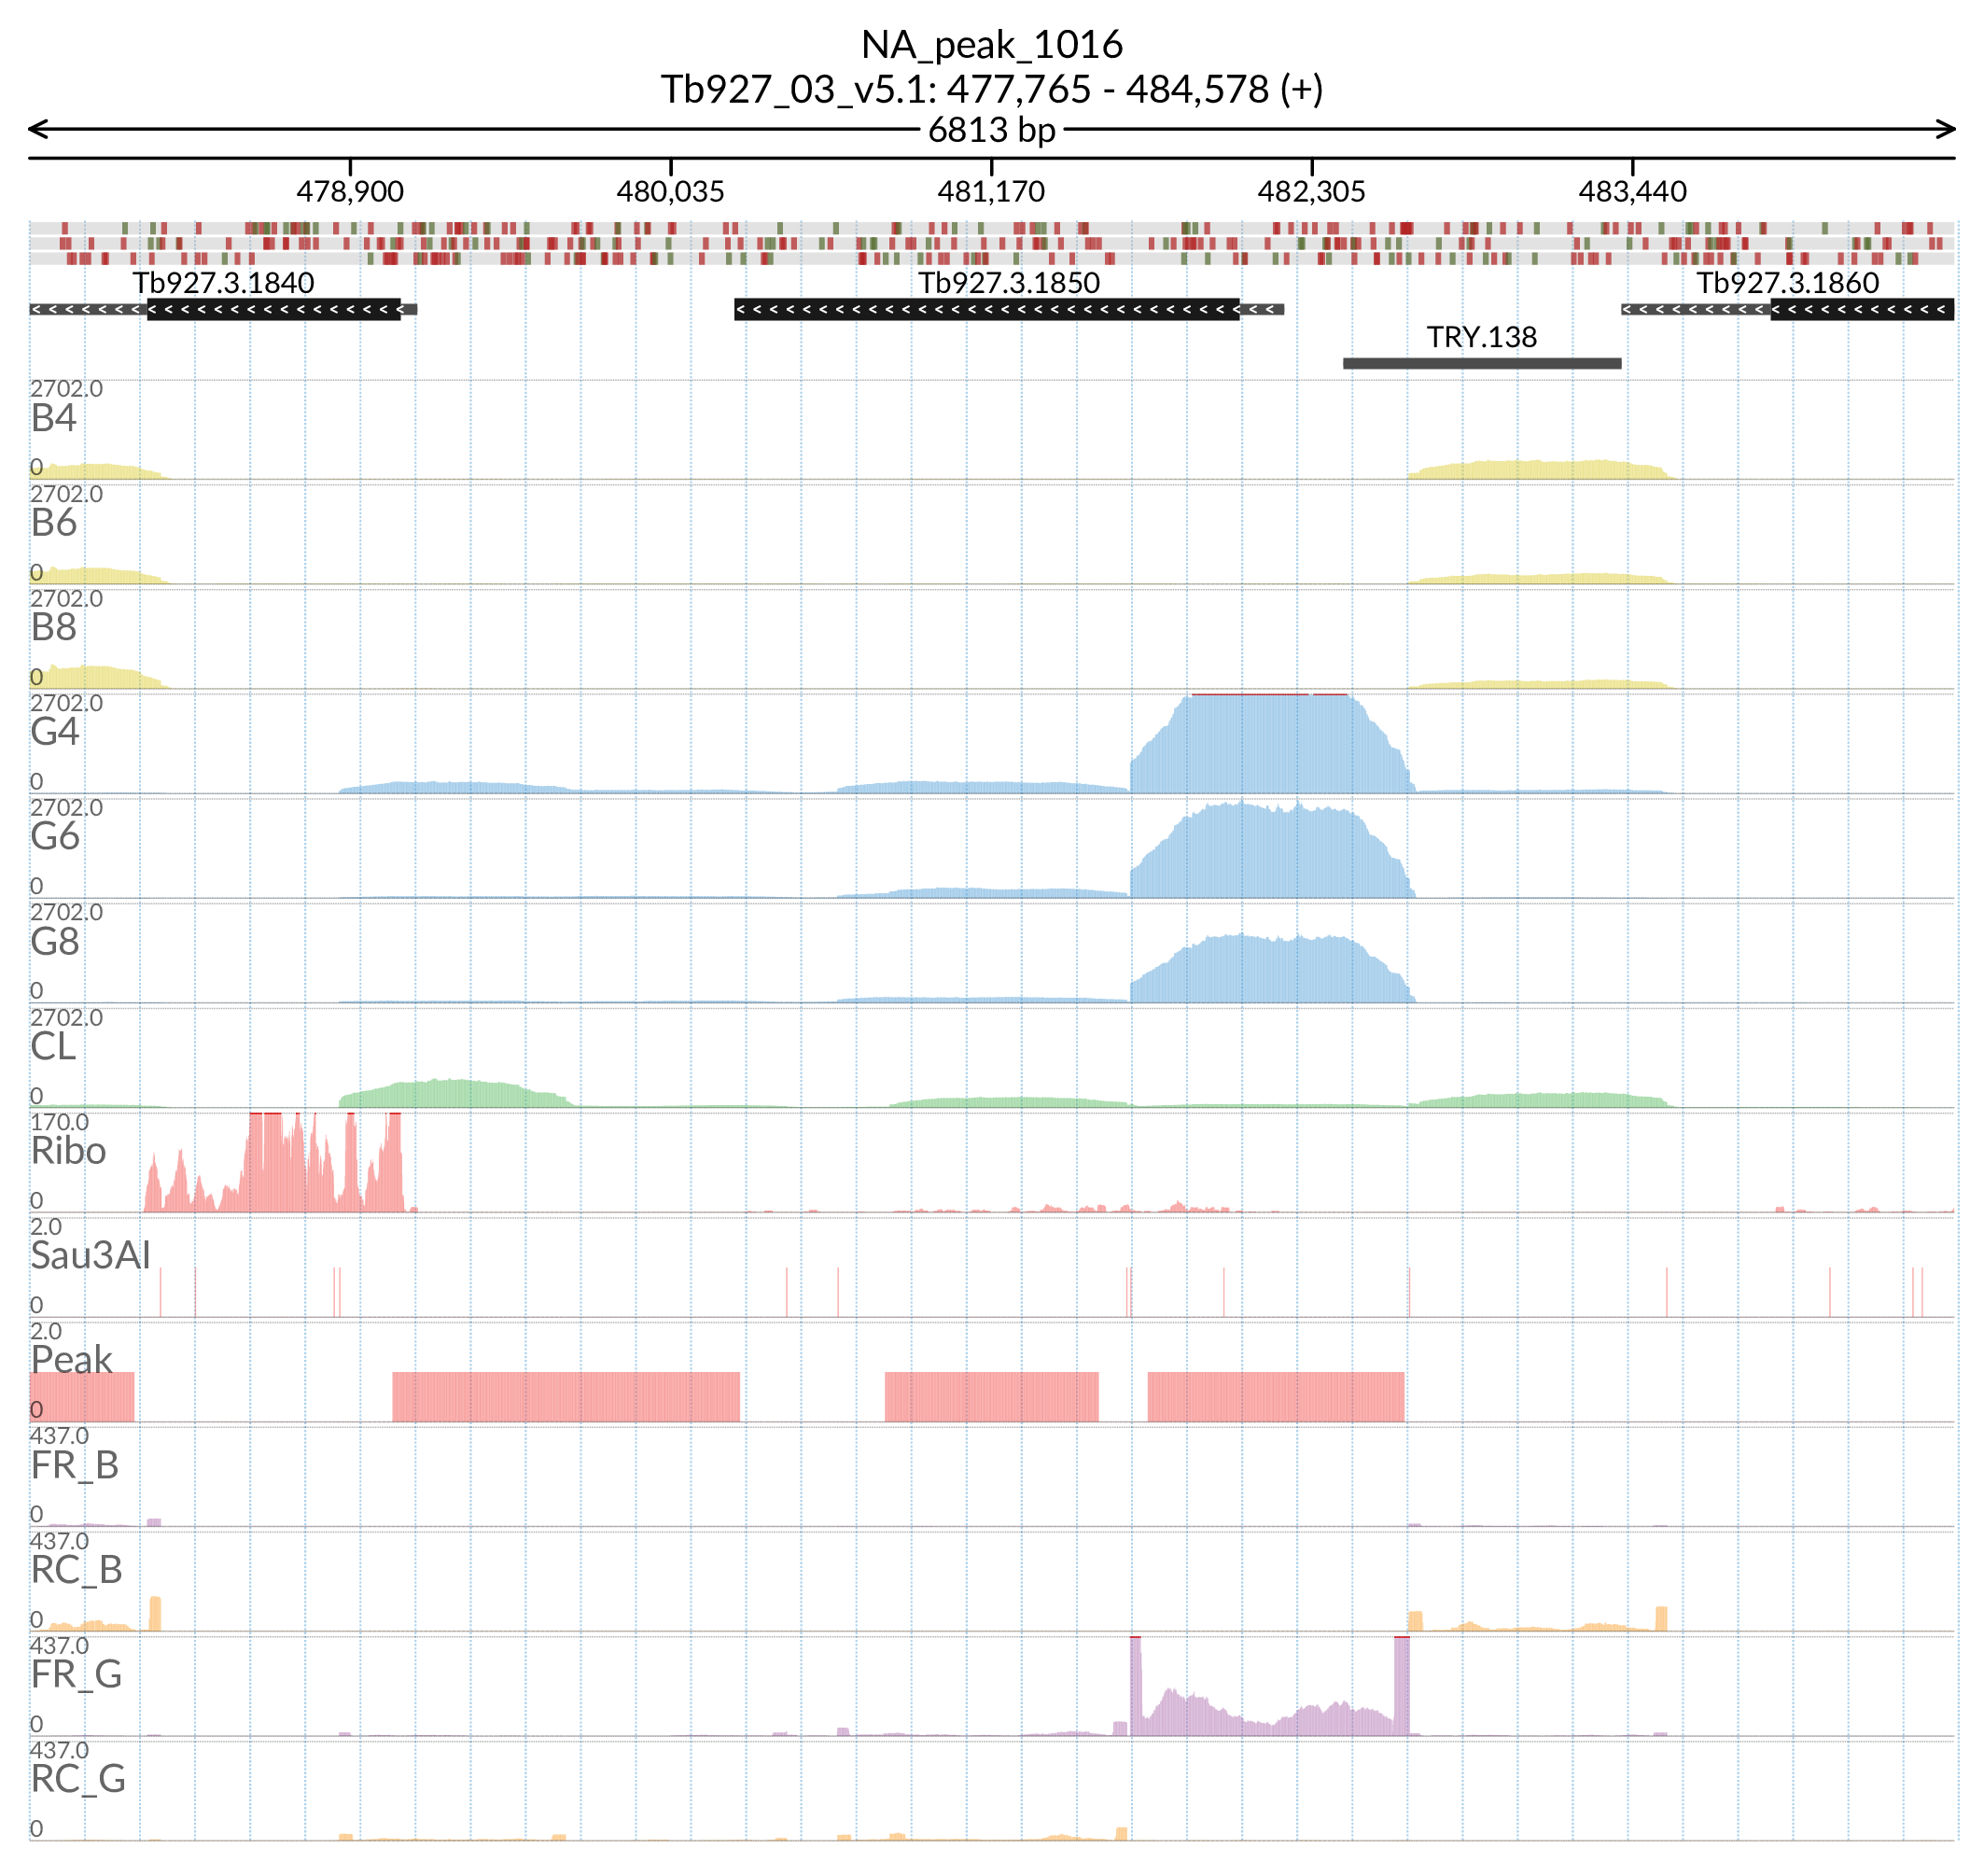 NA_peak_1016
Tb927_03_v5.1: 477,765 - 484,578 (+)
6813 bp
478,900 480,035 481,170 482,305 483,440
Tb927.3.1840 Tb927.3.1850 Tb927.3.1860
TRY.138
2702.0
B4
0
2702.0
B6
0
2702.0
B8
0
2702.0
G4
0
2702.0
G6
0
2702.0
G8
0
2702.0
CL
0
170.0
Ribo
0
2.0
Sau3AI
0
2.0
Peak
0
437.0
FR_B
0
437.0
RC_B
0
437.0
FR_G
0
437.0
RC_G
0